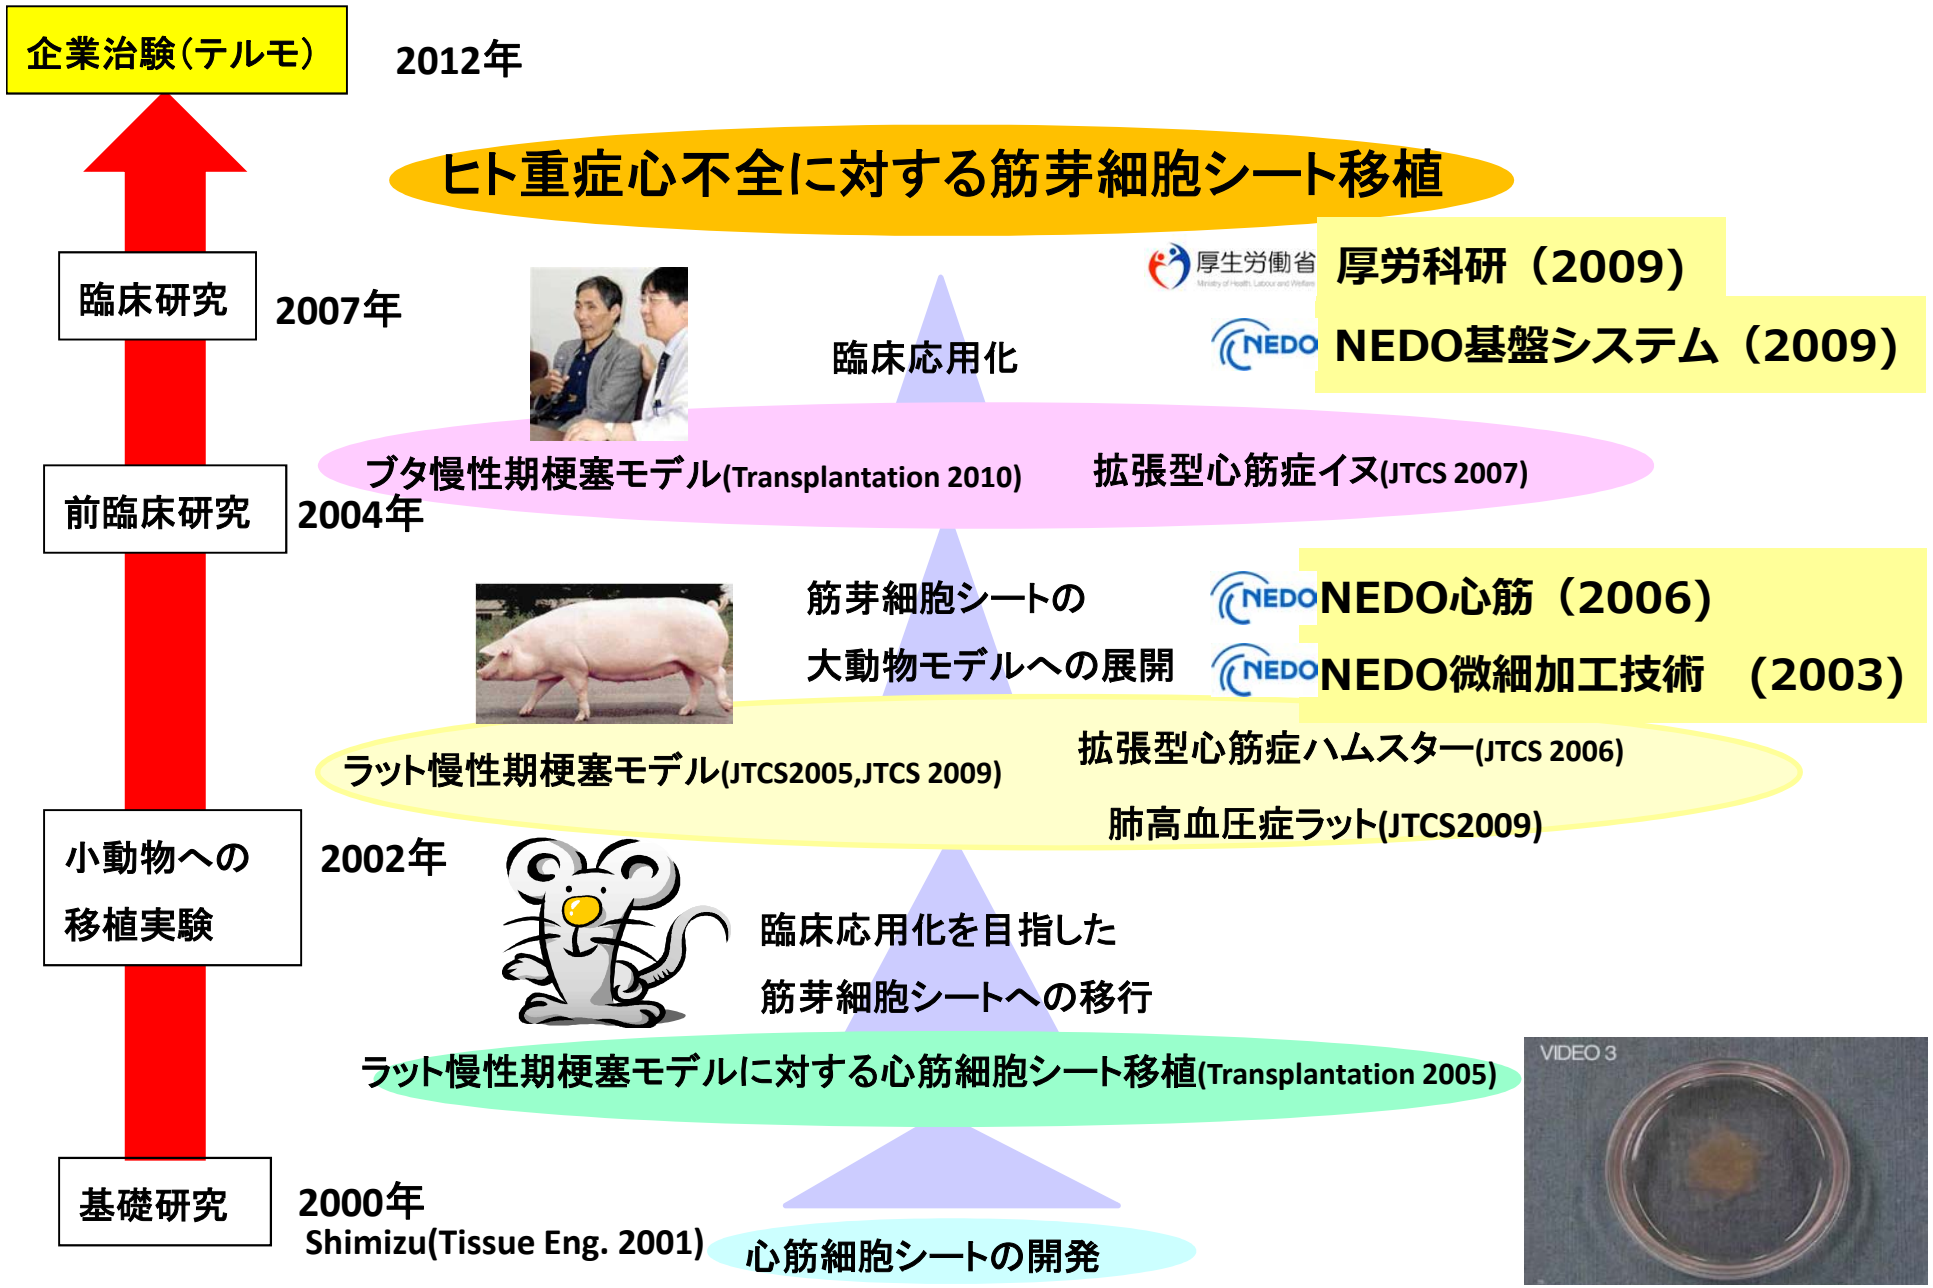 企業治験(テルモ)
2012年
ヒト重症心不全に対する筋芽細胞シート移植
厚生労働省
Ministry of Health, Labour and Welfare
厚労科研（2009)
臨床研究
2007年
臨床応用化
NEDO
NEDO基盤システム（2009)
ブタ慢性期梗塞モデル(Transplantation 2010)
拡張型心筋症イヌ(JTCS 2007)
前臨床研究
2004年
筋芽細胞シートの
大動物モデルへの展開
NEDO
NEDO心筋（2006)
NEDO
NEDO微細加工技術 (2003)
ラット慢性期梗塞モデル(JTCS2005,JTCS 2009)
拡張型心筋症ハムスター(JTCS 2006)
肺高血圧症ラット(JTCS2009)
小動物への
移植実験
2002年
臨床応用化を目指した
筋芽細胞シートへの移行
ラット慢性期梗塞モデルに対する心筋細胞シート移植(Transplantation 2005)
VIDEO 3
基礎研究
2000年
Shimizu(Tissue Eng. 2001)
心筋細胞シートの開発